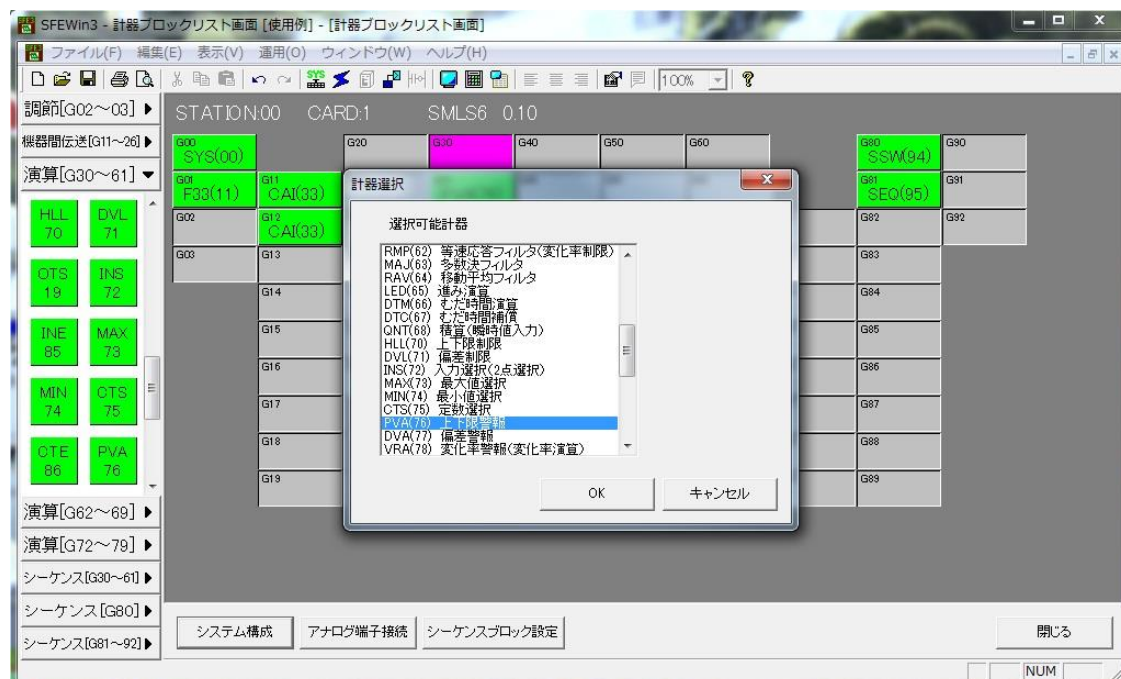 SFEWin3 - 計器ブロックリスト画面 [使用例] - [計器ブロックリスト画面]
ファイル(F) 編集(E) 表示(V) 運用(O) ウィンドウ(W) ヘルプ(H)
SYS 100%
調節[G02～03]
機器間伝送[G11～26]
演算[G30～61]
HLL 70
DVL 71
OTS 19
INS 72
INE 85
MAX 73
MIN 74
CTS 75
CTE 86
PVA 76
演算[G62～69]
演算[G72～79]
シーケンス[G30～61]
シーケンス[G80]
シーケンス[G81～92]
STATION:00 CARD:1 SMLS6 0.10
G00 SYS(00)
G20
G30
G40
G50
G60
G80 SSW(94)
G90
G01 F33(11)
G11 CAI(33)
G81 SEQ(95)
G91
G02
G12 CAI(33)
G82
G92
G03
G13
G83
G14
G84
G15
G85
G16
G86
G17
G87
G18
G88
G19
G89
計器選択
選択可能計器
RMP(62) 等速応答フィルタ(変化率制限)
MAJ(63) 多数決フィルタ
RAV(64) 移動平均フィルタ
LED(65) 進み演算
DTM(66) むだ時間演算
DTC(67) むだ時間補償
QNT(68) 積算(瞬時値入力)
HLL(70) 上下限制限
DVL(71) 偏差制限
INS(72) 入力選択(2点選択)
MAX(73) 最大値選択
MIN(74) 最小値選択
CTS(75) 定数選択
PVA(76) 上下限警報
DVA(77) 偏差警報
VRA(78) 変化率警報(変化率演算)
OK
キャンセル
システム構成
アナログ端子接続
シーケンスブロック設定
閉じる
NUM